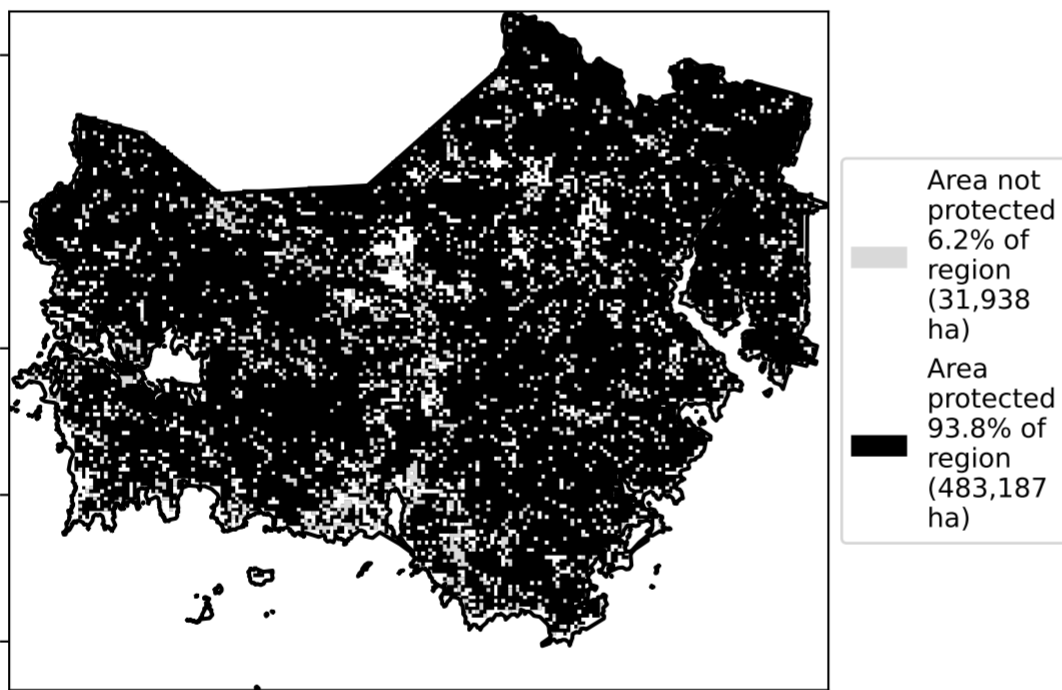 Area not
protected
6.2% of
region
(31,938
ha)
Area
protected
93.8% of
region
(483,187
ha)